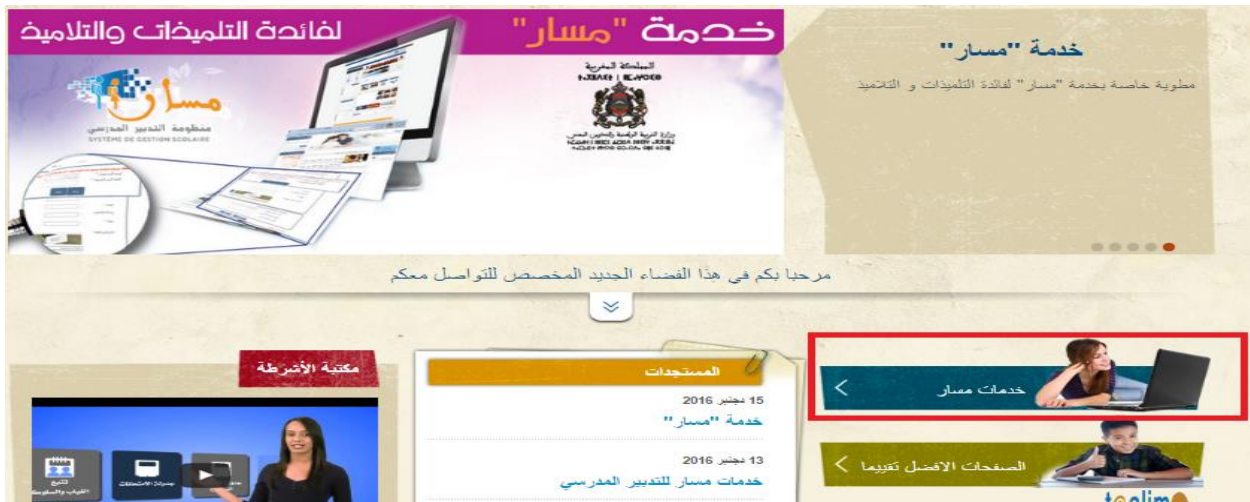 خدمة "مسار" لفائدة التلميذات والتلاميذ
المملكة المغربية
مسار
منظومة التدبير المدرسي
SYSTÈME DE GESTION SCOLAIRE
خدمة "مسار"
مطوية خاصة بخدمة "مسار" لفائدة التلميذات و التلاميذ
مرحبا بكم في هذا الفضاء الجديد المخصص للتواصل معكم
خدمات مسار
الصفحات الافضل تقييما
المستجدات
15 دجنبر 2016
خدمة "مسار"
13 دجنبر 2016
خدمات مسار للتدبير المدرسي
مكتبة الأشرطة